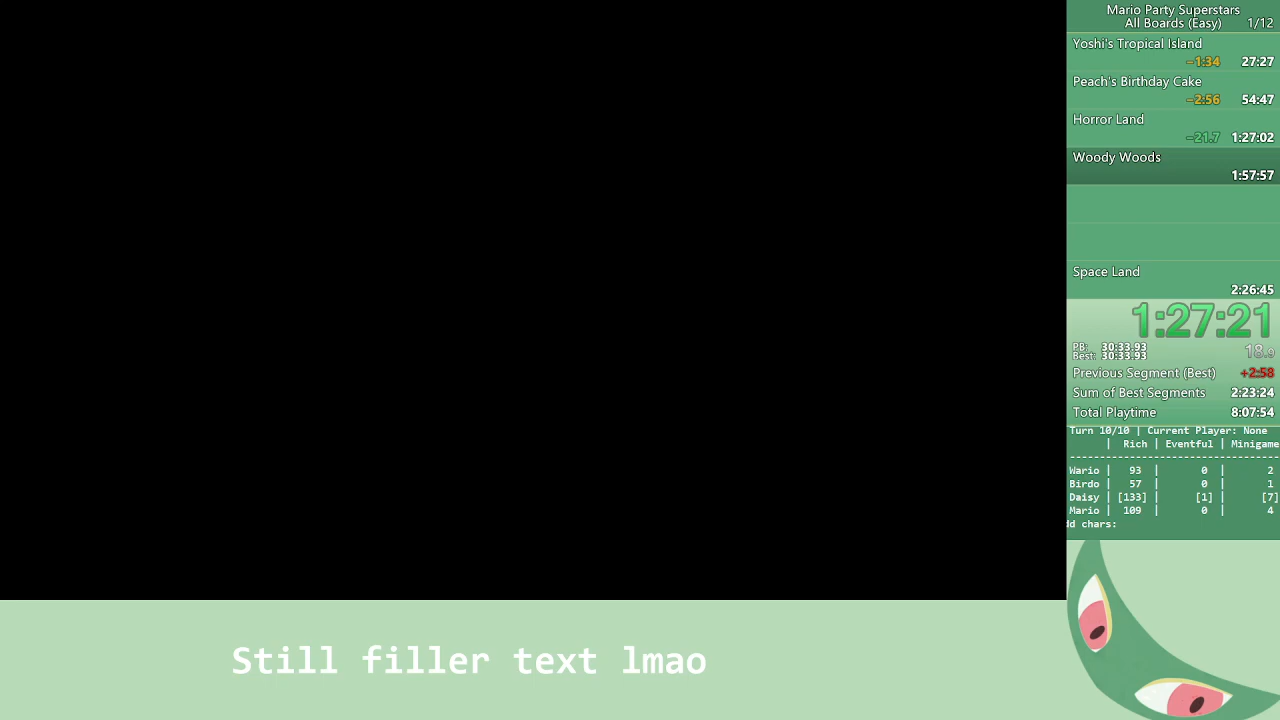 Mario Party Superstars
All Boards (Easy) 1/12
Yoshi's Tropical Island
−1:34 27:27
Peach's Birthday Cake
−2:56 54:47
Horror Land
−21.7 1:27:02
Woody Woods
1:57:57
Space Land
2:26:45
1:27:21
PB: 30:33.93
Best: 30:33.93
18.9
Previous Segment (Best) +2:58
Sum of Best Segments 2:23:24
Total Playtime 8:07:54
Turn 10/10 | Current Player: None
| Rich | Eventful | Minigame
-----------------------------------
Wario | 93 | 0 | 2
Birdo | 57 | 0 | 1
Daisy | [133] | [1] | [7]
Mario | 109 | 0 | 4
dd chars:
Still filler text lmao